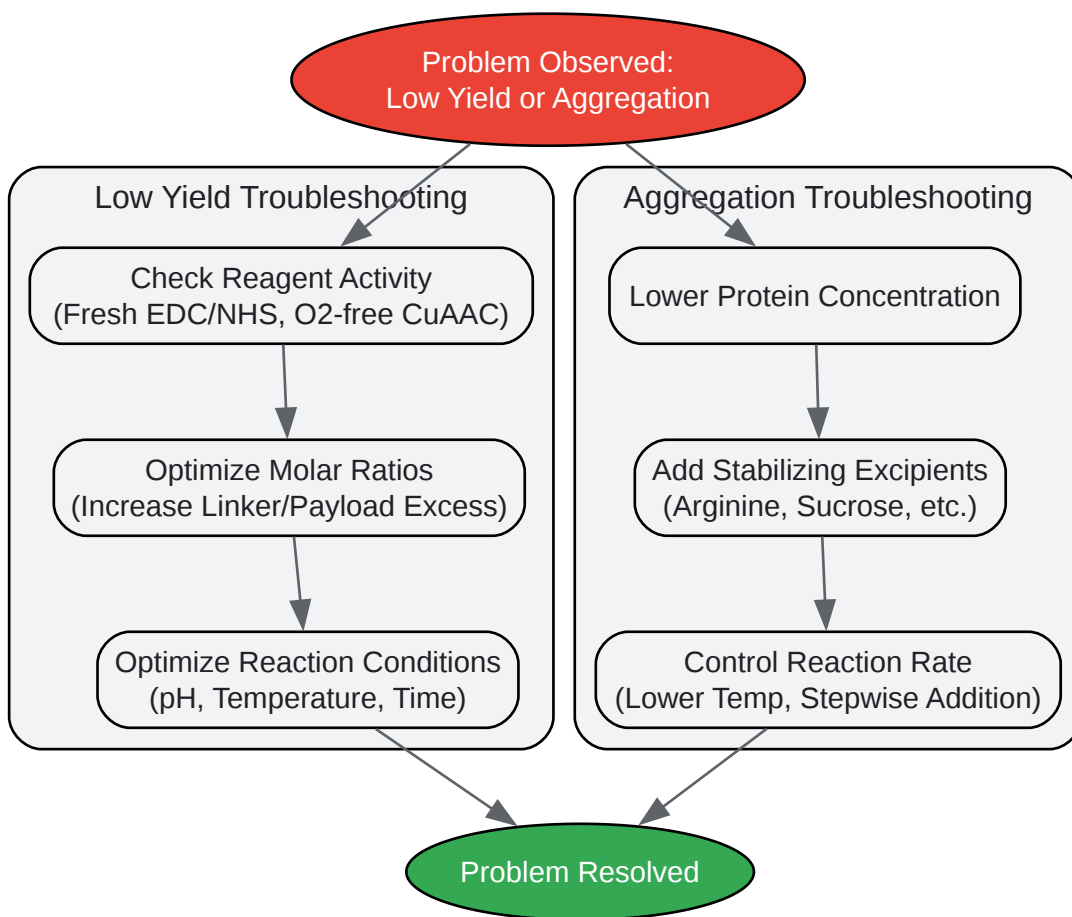 Problem Observed:
Low Yield or Aggregation
Low Yield Troubleshooting
Check Reagent Activity
(Fresh EDC/NHS, O2-free CuAAC)
Optimize Molar Ratios
(Increase Linker/Payload Excess)
Optimize Reaction Conditions
(pH, Temperature, Time)
Aggregation Troubleshooting
Lower Protein Concentration
Add Stabilizing Excipients
(Arginine, Sucrose, etc.)
Control Reaction Rate
(Lower Temp, Stepwise Addition)
Problem Resolved